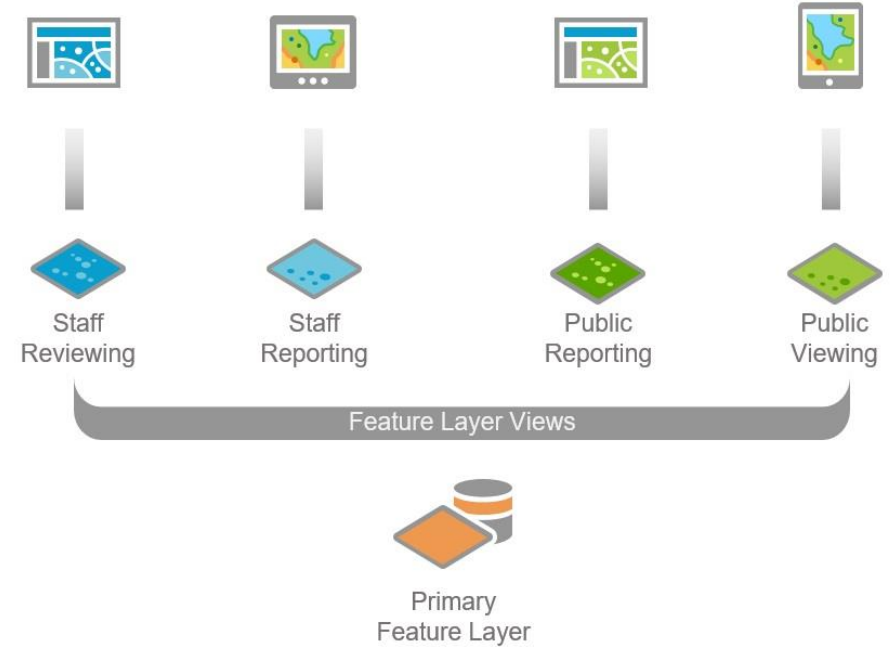 Staff
Reviewing
Staff
Reporting
Public
Reporting
Public
Viewing
Feature Layer Views
Primary
Feature Layer